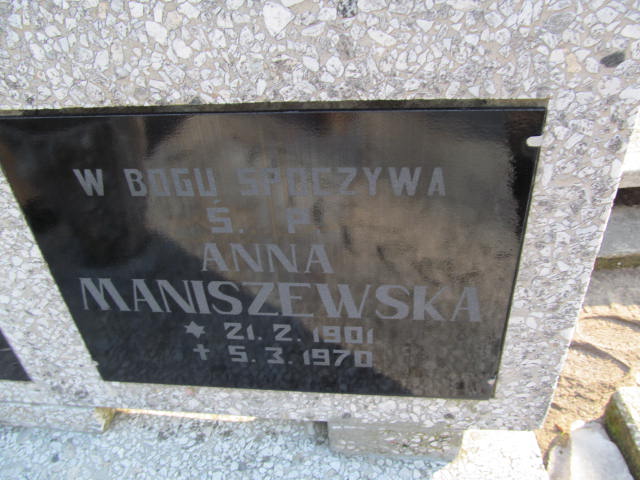 W BOGU SPOCZYWA
Ś. P.
ANNA
MANISZEWSKA
* 21. 2. 1901
✝ 5. 3. 1970